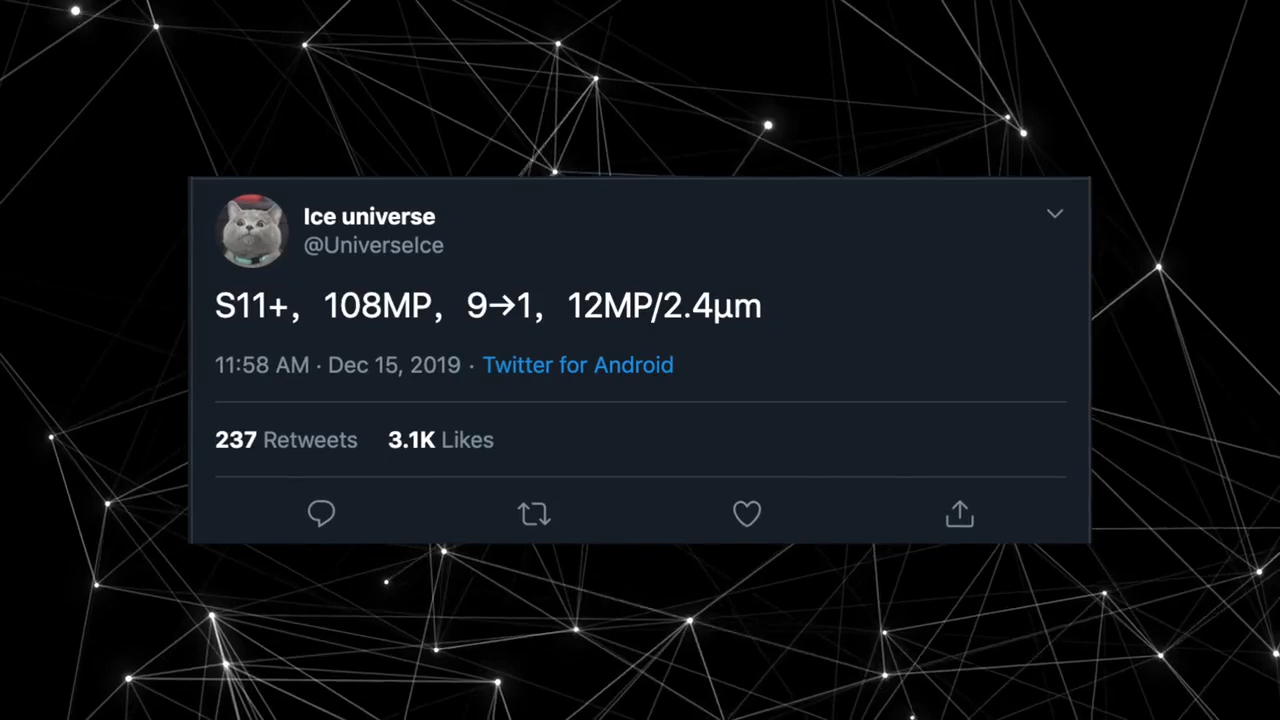 Ice universe
@UniverseIce
S11+，108MP，9→1，12MP/2.4μm
11:58 AM · Dec 15, 2019 · Twitter for Android
237 Retweets 3.1K Likes